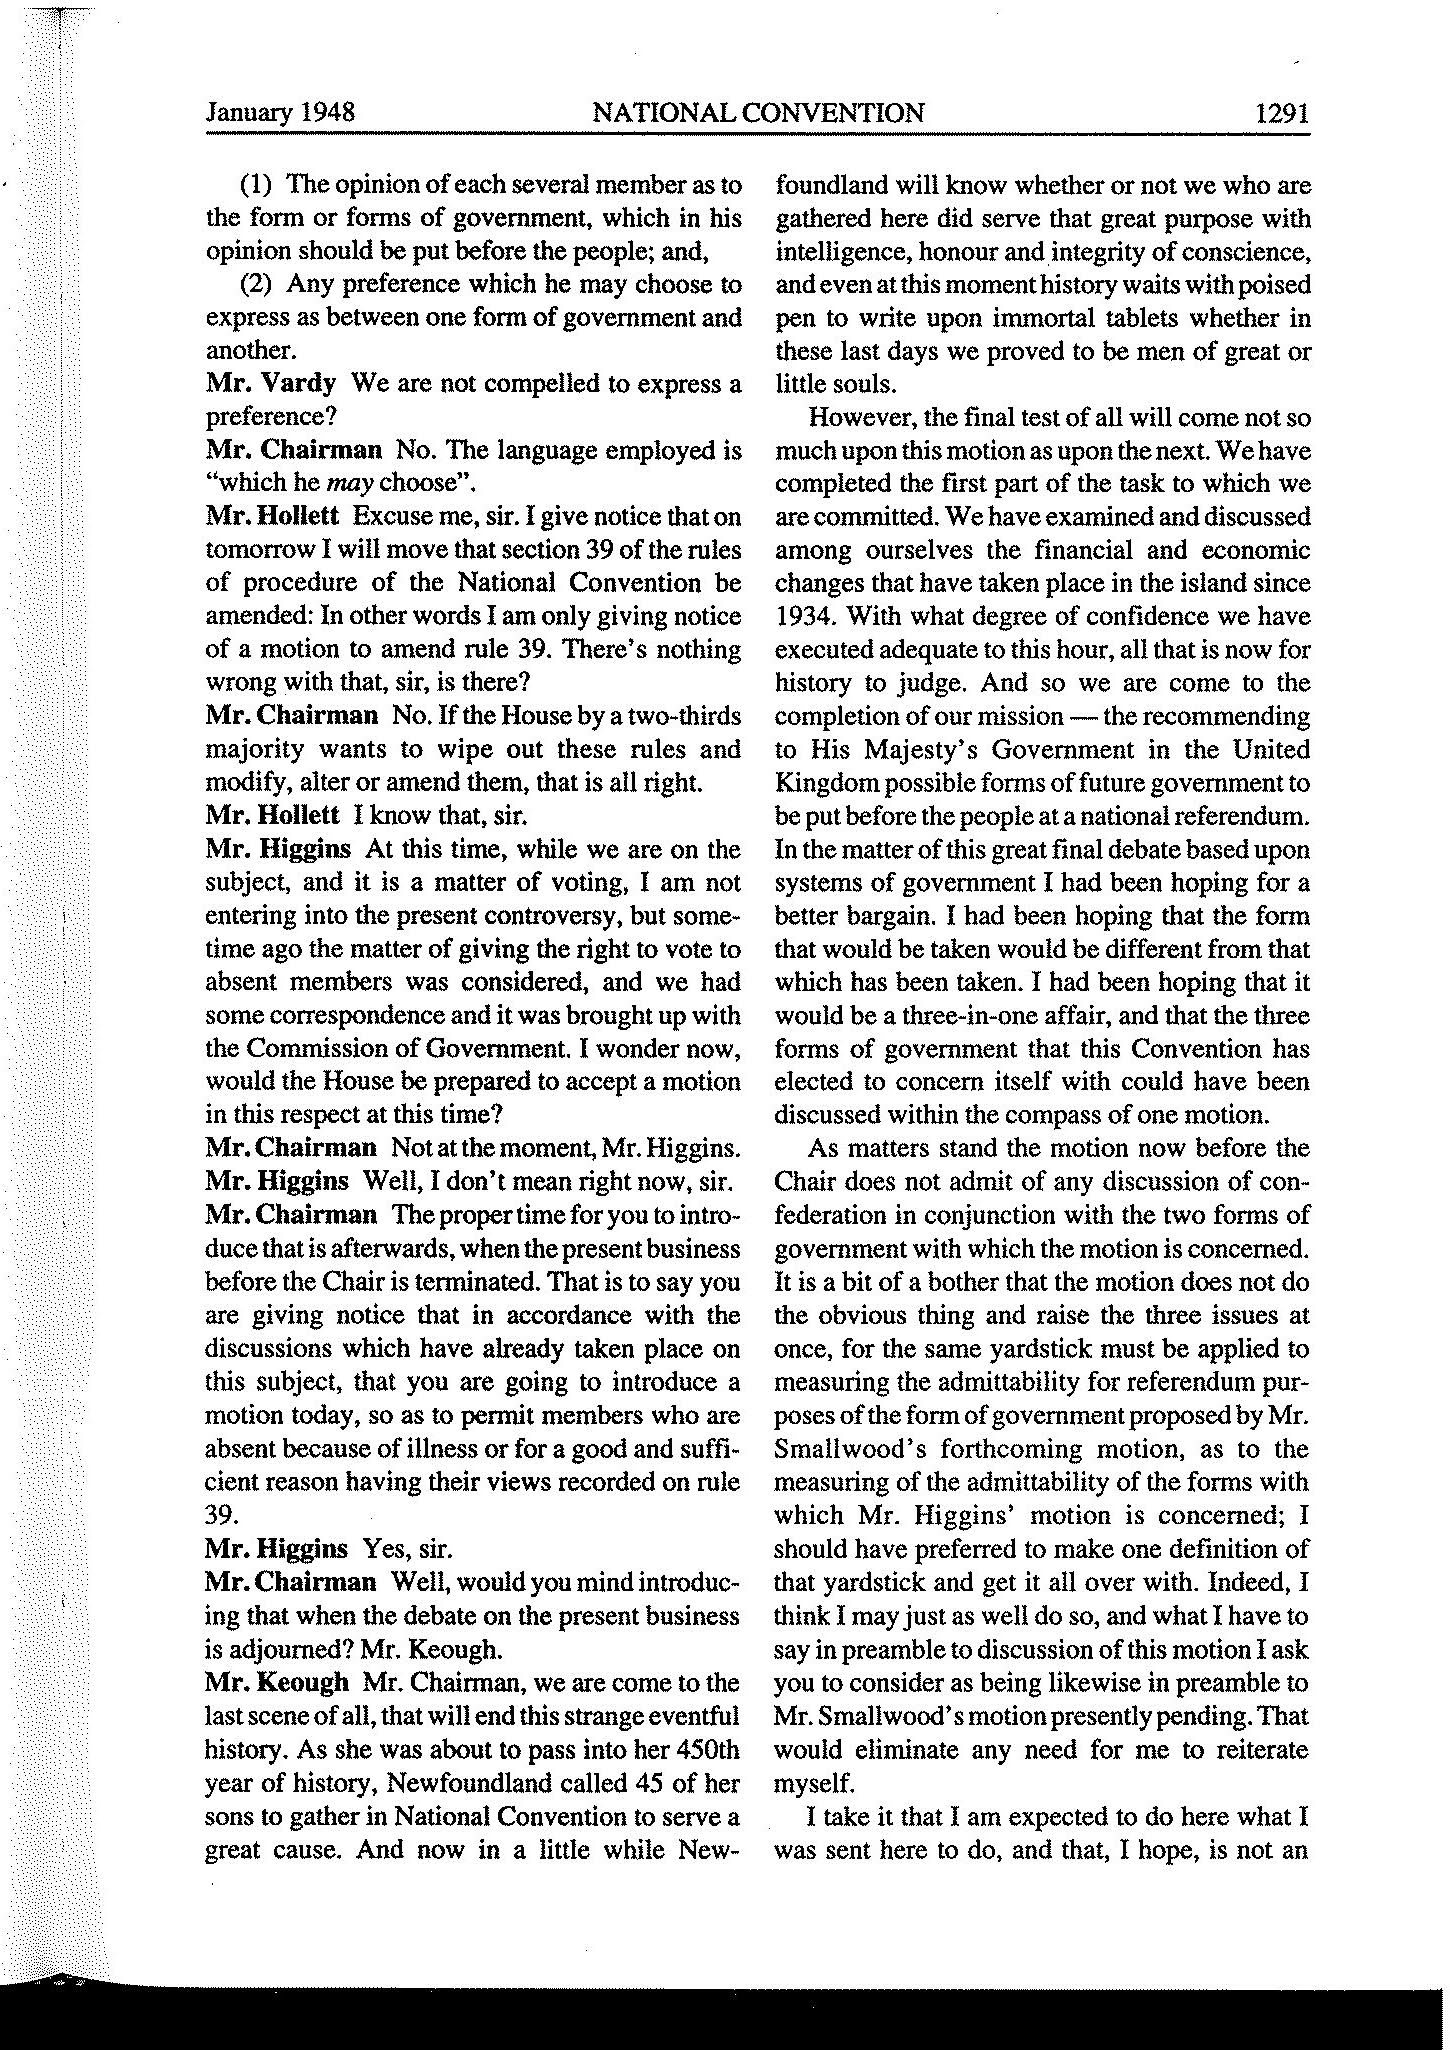 January 1948 NATIONAL CONVENTION 1291
(1) The opinion of each several member as to
the form or forms of government, which in his
opinion should be put before the people; and,
(2) Any preference which he may choose to
express as between one form of government and
another.
Mr. Vardy We are not compelled to express a
preference?
Mr. Chairman No. The language employed is
“which he may choose”.
Mr. Hollett Excuse me, sir. I give notice that on
tomorrow I will move that section 39 of the rules
of procedure of the National Convention be
amended: In other words I am only giving notice
of a motion to amend rule 39. There's nothing
wrong with that, sir, is there?
Mr. Chairman No. If the House by a two-thirds
majority wants to wipe out these rules and
modify, alter or amend them, that is all right.
Mr. Hollett I know that, sir.
Mr. Higgins At this time, while we are on the
subject, and it is a matter of voting, I am not
entering into the present controversy, but some-
time ago the matter of giving the right to vote to
absent members was considered, and we had
some correspondence and it was brought up with
the Commission of Government. I wonder now,
would the House be prepared to accept a motion
in this respect at this time?
Mr. Chairman Not at the moment, Mr. Higgins.
Mr. Higgins Well, I don't mean right now, sir.
Mr. Chairman The proper time for you to intro-
duce that is afterwards, when the present business
before the Chair is terminated. That is to say you
are giving notice that in accordance with the
discussions which have already taken place on
this subject, that you are going to introduce a
motion today, so as to permit members who are
absent because of illness or for a good and suffi-
cient reason having their views recorded on rule
39.
Mr. Higgins Yes, sir.
Mr. Chairman Well, would you mind introduc-
ing that when the debate on the present business
is adjourned? Mr. Keough.
Mr. Keough Mr. Chairman, we are come to the
last scene of all, that will end this strange eventful
history. As she was about to pass into her 450th
year of history, Newfoundland called 45 of her
sons to gather in National Convention to serve a
great cause. And now in a little while New-
foundland will know whether or not we who are
gathered here did serve that great purpose with
intelligence, honour and integrity of conscience,
and even at this moment history waits with poised
pen to write upon immortal tablets whether in
these last days we proved to be men of great or
little souls.
However, the final test of all will come not so
much upon this motion as upon the next. We have
completed the first part of the task to which we
are committed. We have examined and discussed
among ourselves the financial and economic
changes that have taken place in the island since
1934. With what degree of confidence we have
executed adequate to this hour, all that is now for
history to judge. And so we are come to the
completion of our mission — the recommending
to His Majesty's Government in the United
Kingdom possible forms of future government to
be put before the people at a national referendum.
In the matter of this great final debate based upon
systems of government I had been hoping for a
better bargain. I had been hoping that the form
that would be taken would be different from that
which has been taken. I had been hoping that it
would be a three-in-one affair, and that the three
forms of government that this Convention has
elected to concern itself with could have been
discussed within the compass of one motion.
As matters stand the motion now before the
Chair does not admit of any discussion of con-
federation in conjunction with the two forms of
government with which the motion is concerned.
It is a bit of a bother that the motion does not do
the obvious thing and raise the three issues at
once, for the same yardstick must be applied to
measuring the admittability for referendum pur-
poses of the form of government proposed by Mr.
Smallwood's forthcoming motion, as to the
measuring of the admittability of the forms with
which Mr. Higgins' motion is concerned; I
should have preferred to make one definition of
that yardstick and get it all over with. Indeed, I
think I may just as well do so, and what I have to
say in preamble to discussion of this motion I ask
you to consider as being likewise in preamble to
Mr. Smallwood's motion presently pending. That
would eliminate any need for me to reiterate
myself.
I take it that I am expected to do here what I
was sent here to do, and that, I hope, is not an